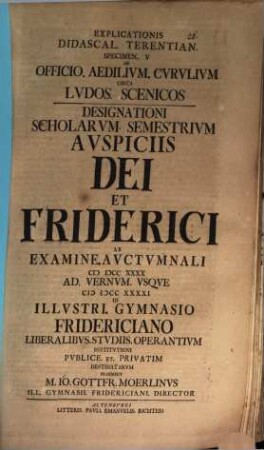 EXPLICATIONIS
DIDASCAL. TERENTIAN.
SPECIMEN. V
DE
OFFICIO. AEDILIVM. CVRVLIVM
CIRCA
LVDOS. SCENICOS
DESIGNATIONI
SCHOLARVM. SEMESTRIVM
AVSPICIIS
DEI
ET
FRIDERICI
AB
EXAMINE. AVCTVMNALI
CIƆ IƆCC XXXX
AD. VERNVM. VSQVE
CIƆ IƆCC XXXXI
IN
ILLVSTRI. GYMNASIO
FRIDERICIANO
LIBERALIBVS. STVDIIS. OPERANTIVM
INSTITVTIONI
PVBLICE. ET. PRIVATIM
DESTINATARVM
M. IO. GOTTFR. MOERLINVS
ILL. GYMNASII. FRIDERICIANI. DIRECTOR
ALTENBVRGI
LITTERIS. PAVLI EMANVELIS. RICHTERI